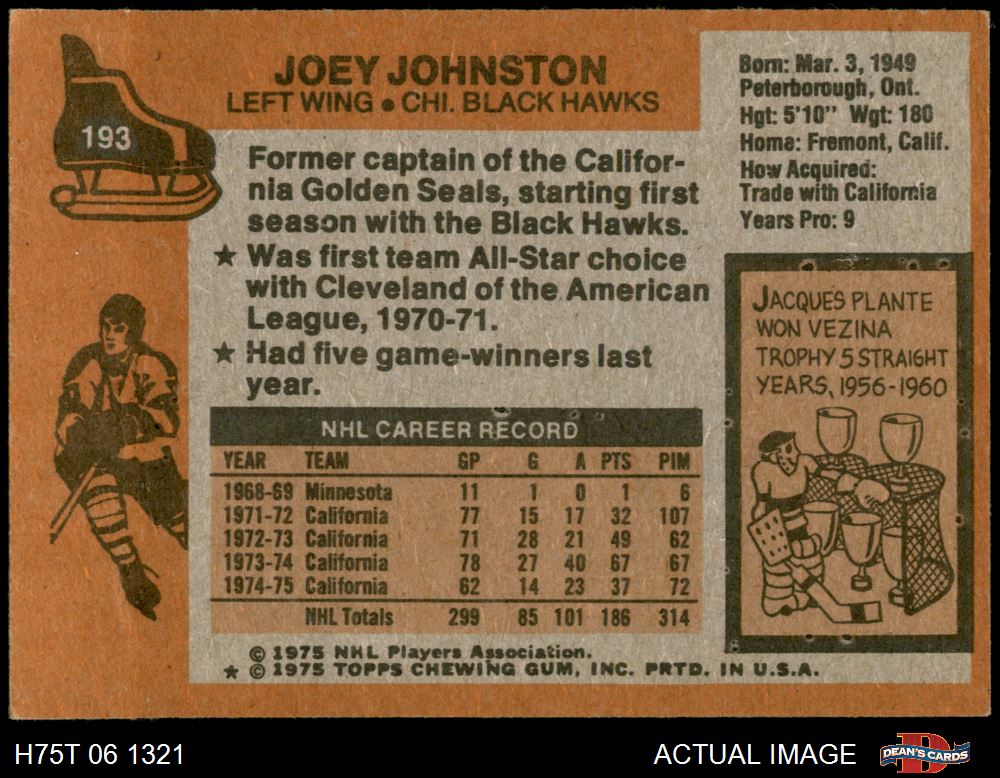 193
JOEY JOHNSTON
LEFT WING • CHI. BLACK HAWKS
Born: Mar. 3, 1949
Peterborough, Ont.
Hgt: 5'10" Wgt: 180
Home: Fremont, Calif.
How Acquired:
Trade with California
Years Pro: 9
Former captain of the Califor-
nia Golden Seals, starting first
season with the Black Hawks.
★ Was first team All-Star choice
with Cleveland of the American
League, 1970-71.
★ Had five game-winners last
year.
JACQUES PLANTE
WON VEZINA
TROPHY 5 STRAIGHT
YEARS, 1956-1960
NHL CAREER RECORD
YEAR TEAM GP G A PTS PIM
1968-69 Minnesota 11 1 0 1 6
1971-72 California 77 15 17 32 107
1972-73 California 71 28 21 49 62
1973-74 California 78 27 40 67 67
1974-75 California 62 14 23 37 72
NHL Totals 299 85 101 186 314
© 1975 NHL Players Association.
★ © 1975 TOPPS CHEWING GUM, INC. PRTD. IN U.S.A.
H75T 06 1321
ACTUAL IMAGE
D
DEAN'S CARDS